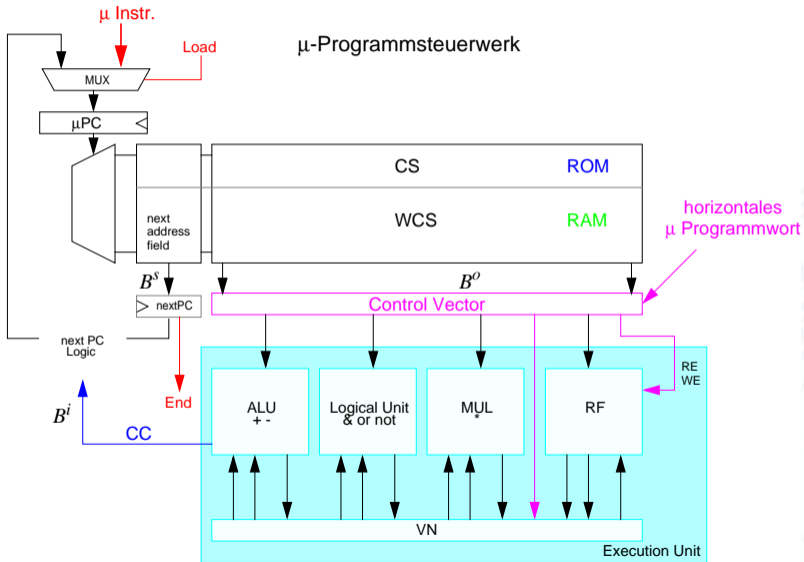 μ Instr.
μ-Programmsteuerwerk
Load
MUX
μPC
CS
ROM
next
address
field
WCS
RAM
horizontales
μ Programmwort
B^s
B^o
nextPC
Control Vector
next PC
Logic
RE
WE
End
B^i
CC
ALU
+ -
Logical Unit
& or not
MUL
*
RF
VN
Execution Unit